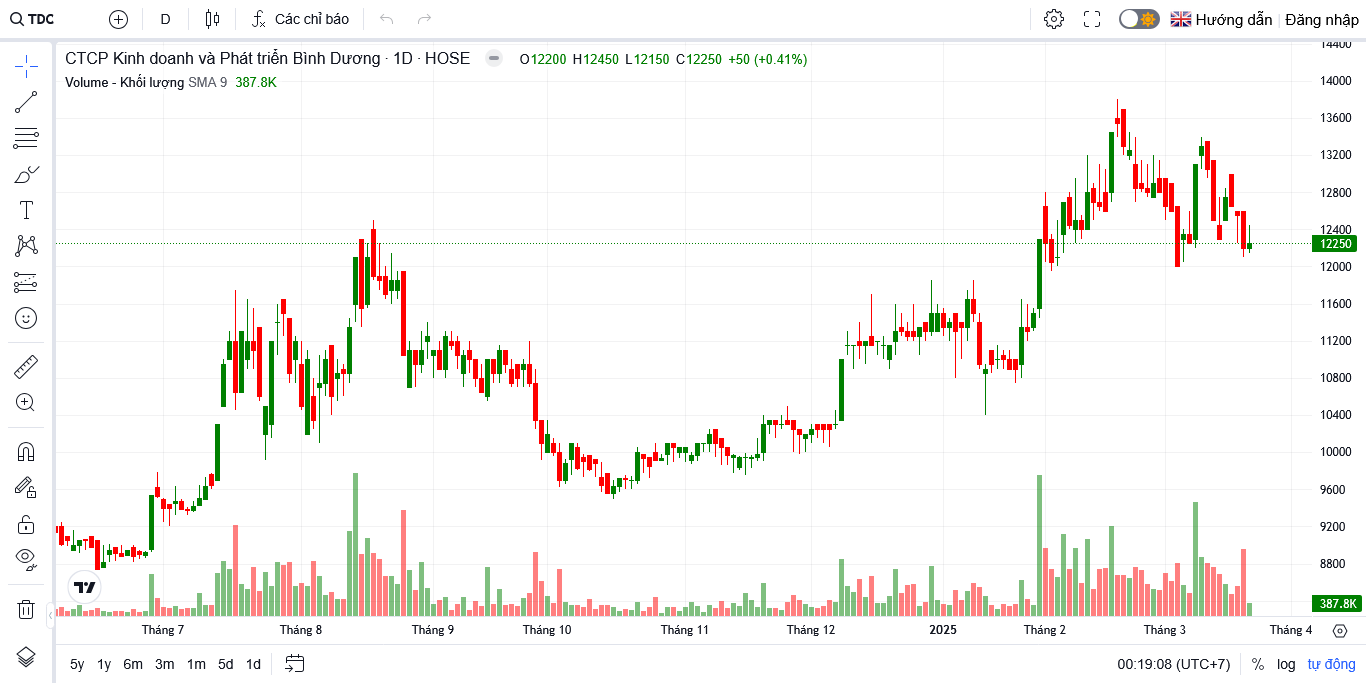 TDC D Các chỉ báo Hướng dẫn Đăng nhập
CTCP Kinh doanh và Phát triển Bình Dương · 1D · HOSE O12200 H12450 L12150 C12250 +50 (+0.41%)
Volume - Khối lượng SMA 9 387.8K
14400
14000
13600
13200
12800
12400
12250
12000
11600
11200
10800
10400
10000
9600
9200
8800
387.8K
Tháng 7 Tháng 8 Tháng 9 Tháng 10 Tháng 11 Tháng 12 2025 Tháng 2 Tháng 3 Tháng 4
5y 1y 6m 3m 1m 5d 1d 00:19:08 (UTC+7) % log tự động